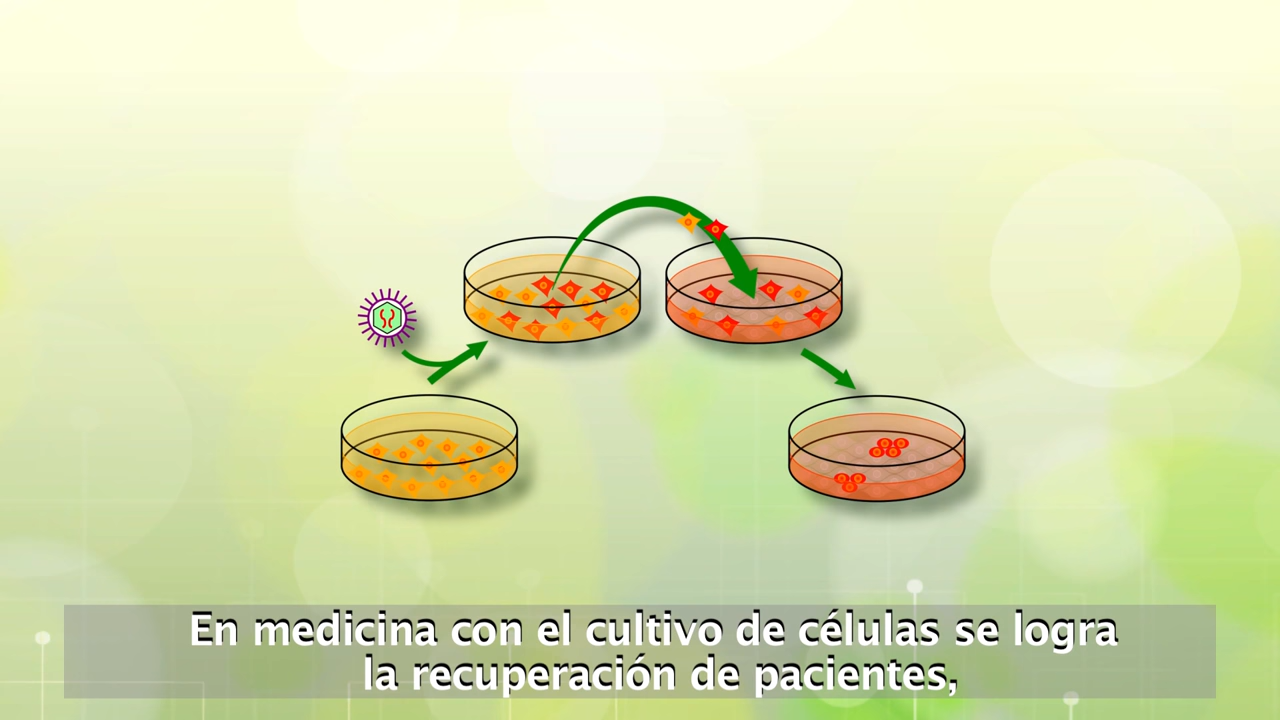 En medicina con el cultivo de células se logra
la recuperación de pacientes,